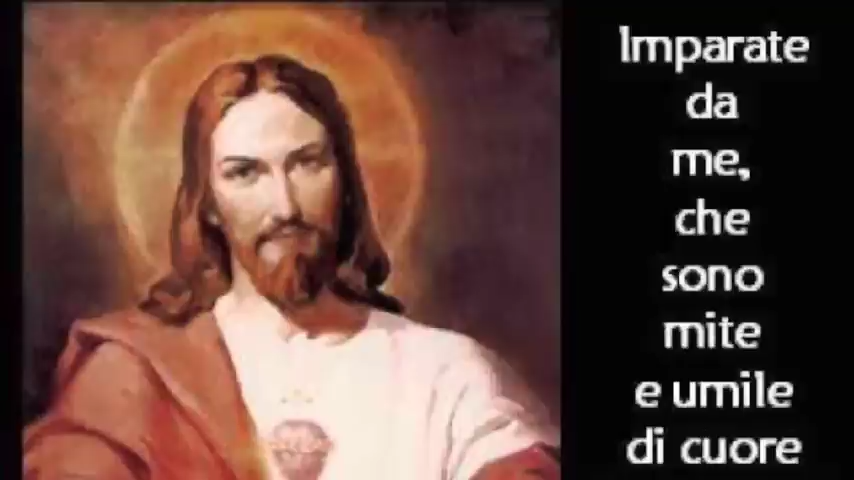 Imparate
da
me,
che
sono
mite
e umile
di cuore